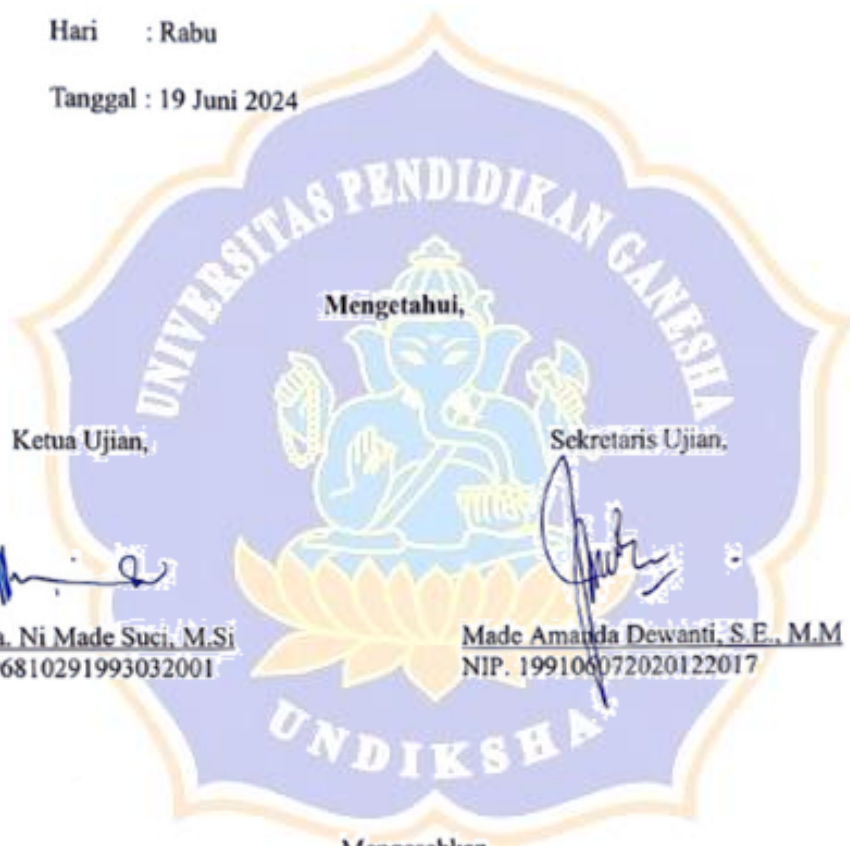 Hari : Rabu
Tanggal : 19 Juni 2024
UNIVERSITAS PENDIDIKAN GANESHA
Mengetahui,
Ketua Ujian, Sekretaris Ujian,
a. Ni Made Suci, M.Si Made Amanda Dewanti, S.E., M.M
6810291993032001 NIP. 199106072020122017
UNDIKSHA